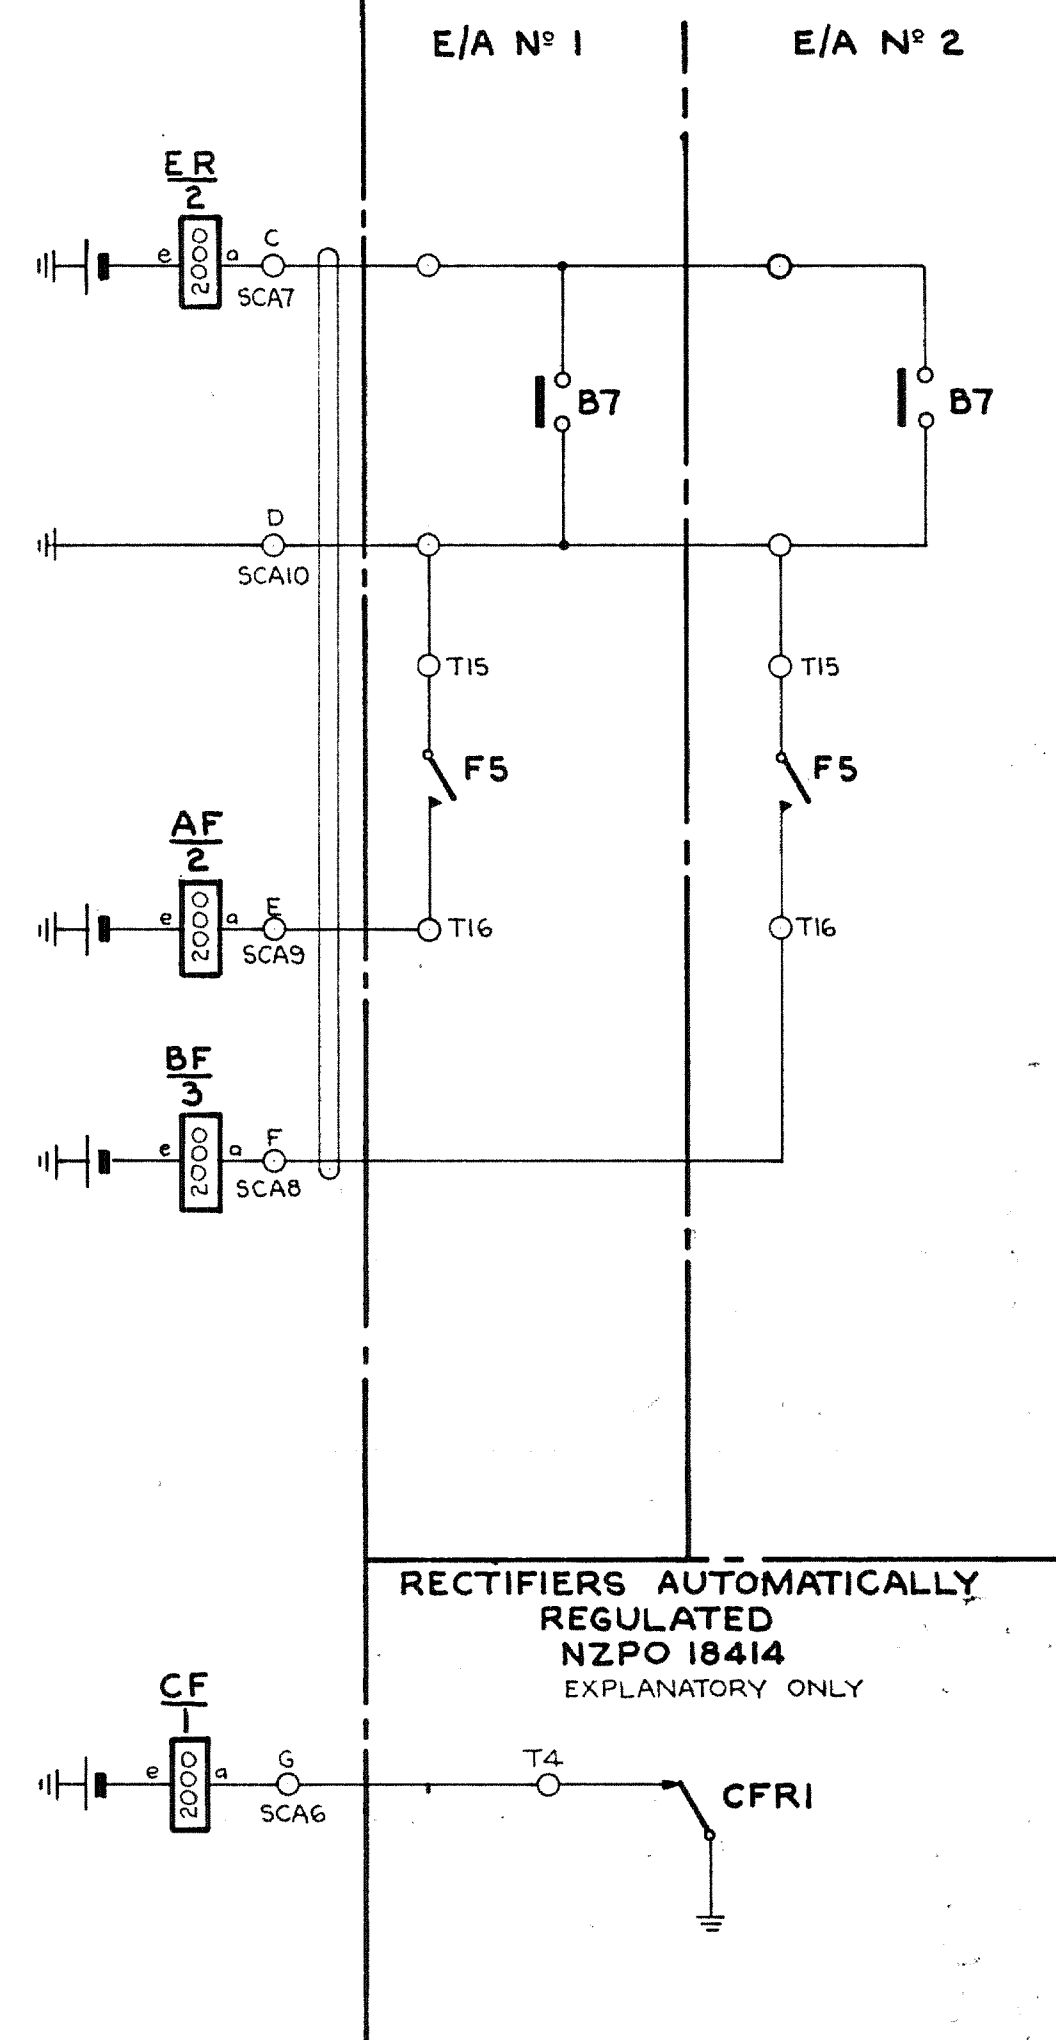 E/A Nº 1
E/A Nº 2
ER
2
e
2000
a
C
SCA7
B7
B7
D
SCA10
T15
T15
F5
F5
AF
2
e
2000
a
E
SCA9
T16
T16
BF
3
e
2000
a
F
SCA8
RECTIFIERS AUTOMATICALLY
REGULATED
NZPO 18414
EXPLANATORY ONLY
CF
1
e
2000
a
G
SCA6
T4
CFR1